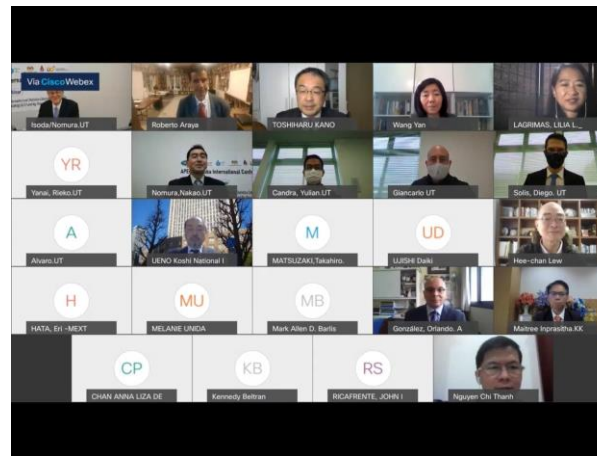 Via Cisco Webex
Isoda/Nomura.UT
Roberto Araya
TOSHIHARU KANO
Wang Yan
LAGRIMAS, LILIA L._
YR
Yanai, Rieko.UT
Nomura,Nakao.UT
Candra, Yulian.UT
Giancarlo UT
Solis, Diego. UT
A
Alvaro.UT
UENO Koshi National I
M
MATSUZAKI,Takahiro.
UD
UJISHI Daiki
Hee-chan Lew
H
HATA, Eri -MEXT
MU
MELANIE UNIDA
MB
Mark Allen D. Barlis
González, Orlando. A
Maitree Inprasitha.KK
CP
CHAN ANNA LIZA DE
KB
Kennedy Beltran
RS
RICAFRENTE, JOHN I
Nguyen Chi Thanh